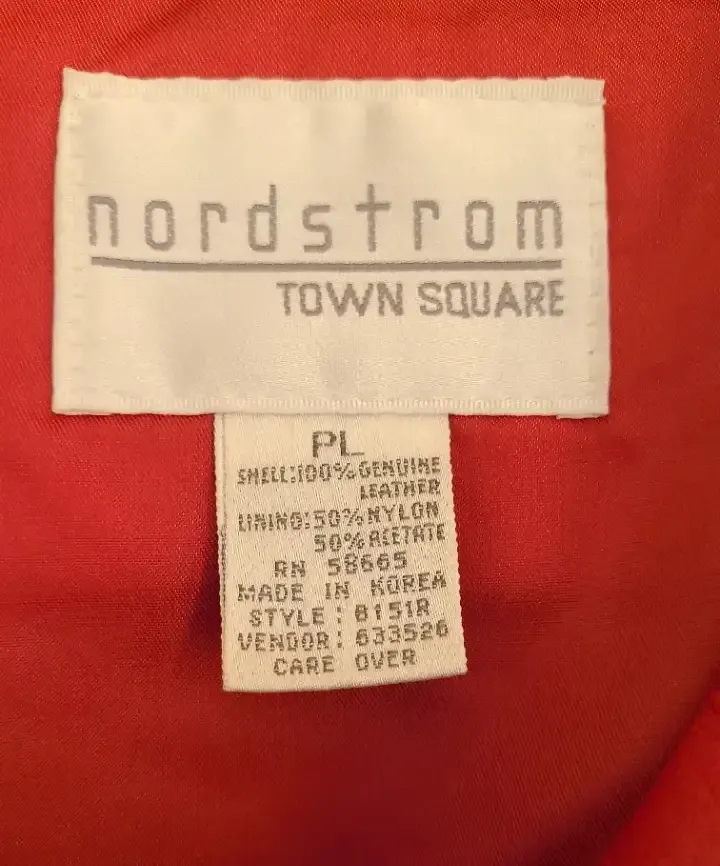 nordstrom
TOWN SQUARE
PL
SHELL:100% GENUINE
LEATHER
LINING:50% NYLON
50% ACETATE
RN 58665
MADE IN KOREA
STYLE : 8151R
VENDOR: 633526
CARE OVER